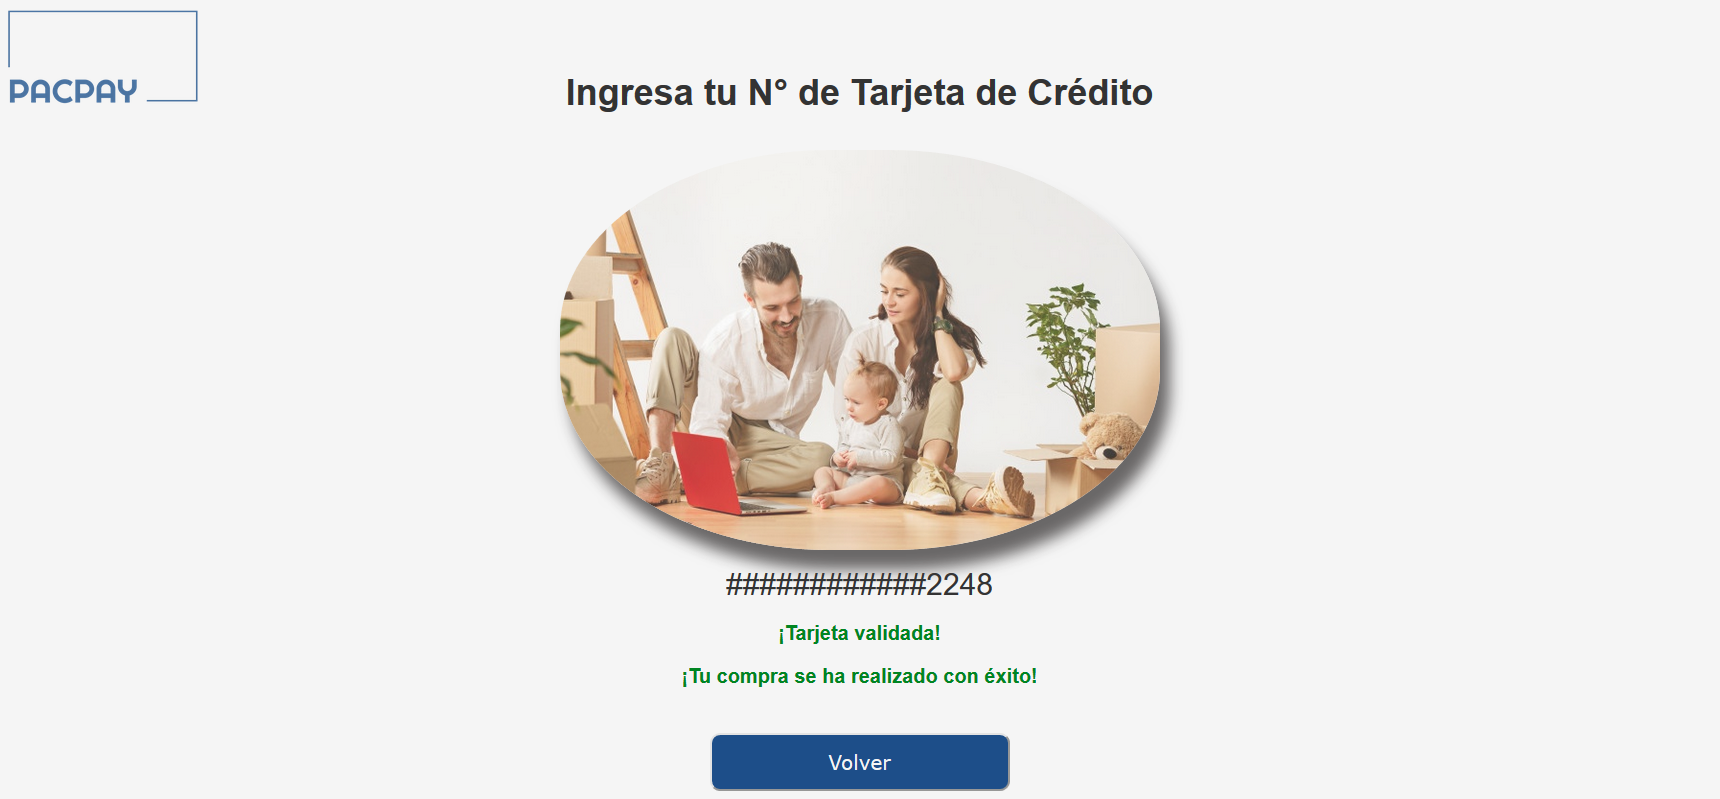 PACPAY
Ingresa tu N° de Tarjeta de Crédito
############2248
¡Tarjeta validada!
¡Tu compra se ha realizado con éxito!
Volver